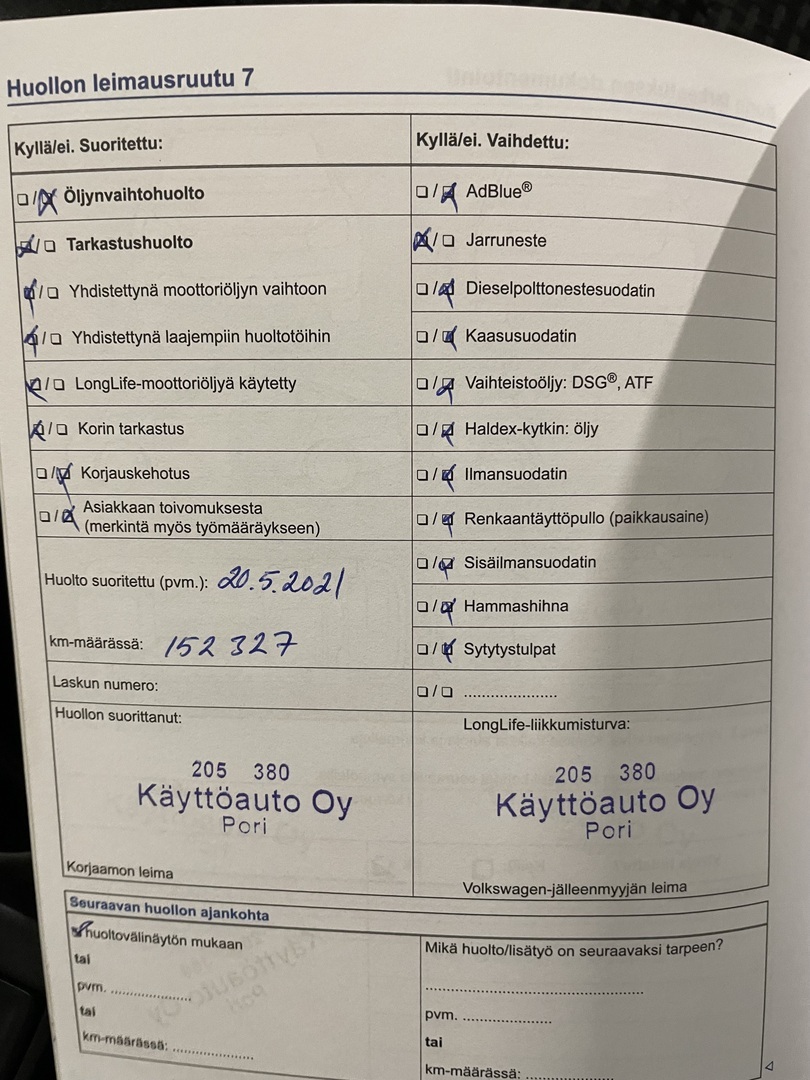 Huollon leimausruutu 7
Kyllä/ei. Suoritettu:
☐/☒ Öljynvaihtohuolto
☒/☐ Tarkastushuolto
☒/☐ Yhdistettynä moottoriöljyn vaihtoon
☒/☐ Yhdistettynä laajempiin huoltotöihin
☒/☐ LongLife-moottoriöljyä käytetty
☒/☐ Korin tarkastus
☐/☒ Korjauskehotus
☐/☒ Asiakkaan toivomuksesta
(merkintä myös työmääräykseen)
Huolto suoritettu (pvm.): 20.5.2021
km-määrässä: 152 327
Laskun numero:
Huollon suorittanut:
205 380
Käyttöauto Oy
Pori
Korjaamon leima
Kyllä/ei. Vaihdettu:
☐/☒ AdBlue®
☒/☐ Jarruneste
☐/☒ Dieselpolttonestesuodatin
☐/☒ Kaasusuodatin
☐/☒ Vaihteistoöljy: DSG®, ATF
☐/☒ Haldex-kytkin: öljy
☐/☒ Ilmansuodatin
☐/☒ Renkaantäyttöpullo (paikkausaine)
☐/☒ Sisäilmansuodatin
☐/☒ Hammashihna
☐/☒ Sytytystulpat
☐/☐ ......................
LongLife-liikkumisturva:
205 380
Käyttöauto Oy
Pori
Volkswagen-jälleenmyyjän leima
Seuraavan huollon ajankohta
☒ huoltovälinäytön mukaan
tai
pvm. ...................
tai
km-määrässä: ...................
Mikä huolto/lisätyö on seuraavaksi tarpeen?
..................................................
pvm. .....................
tai
km-määrässä: .....................